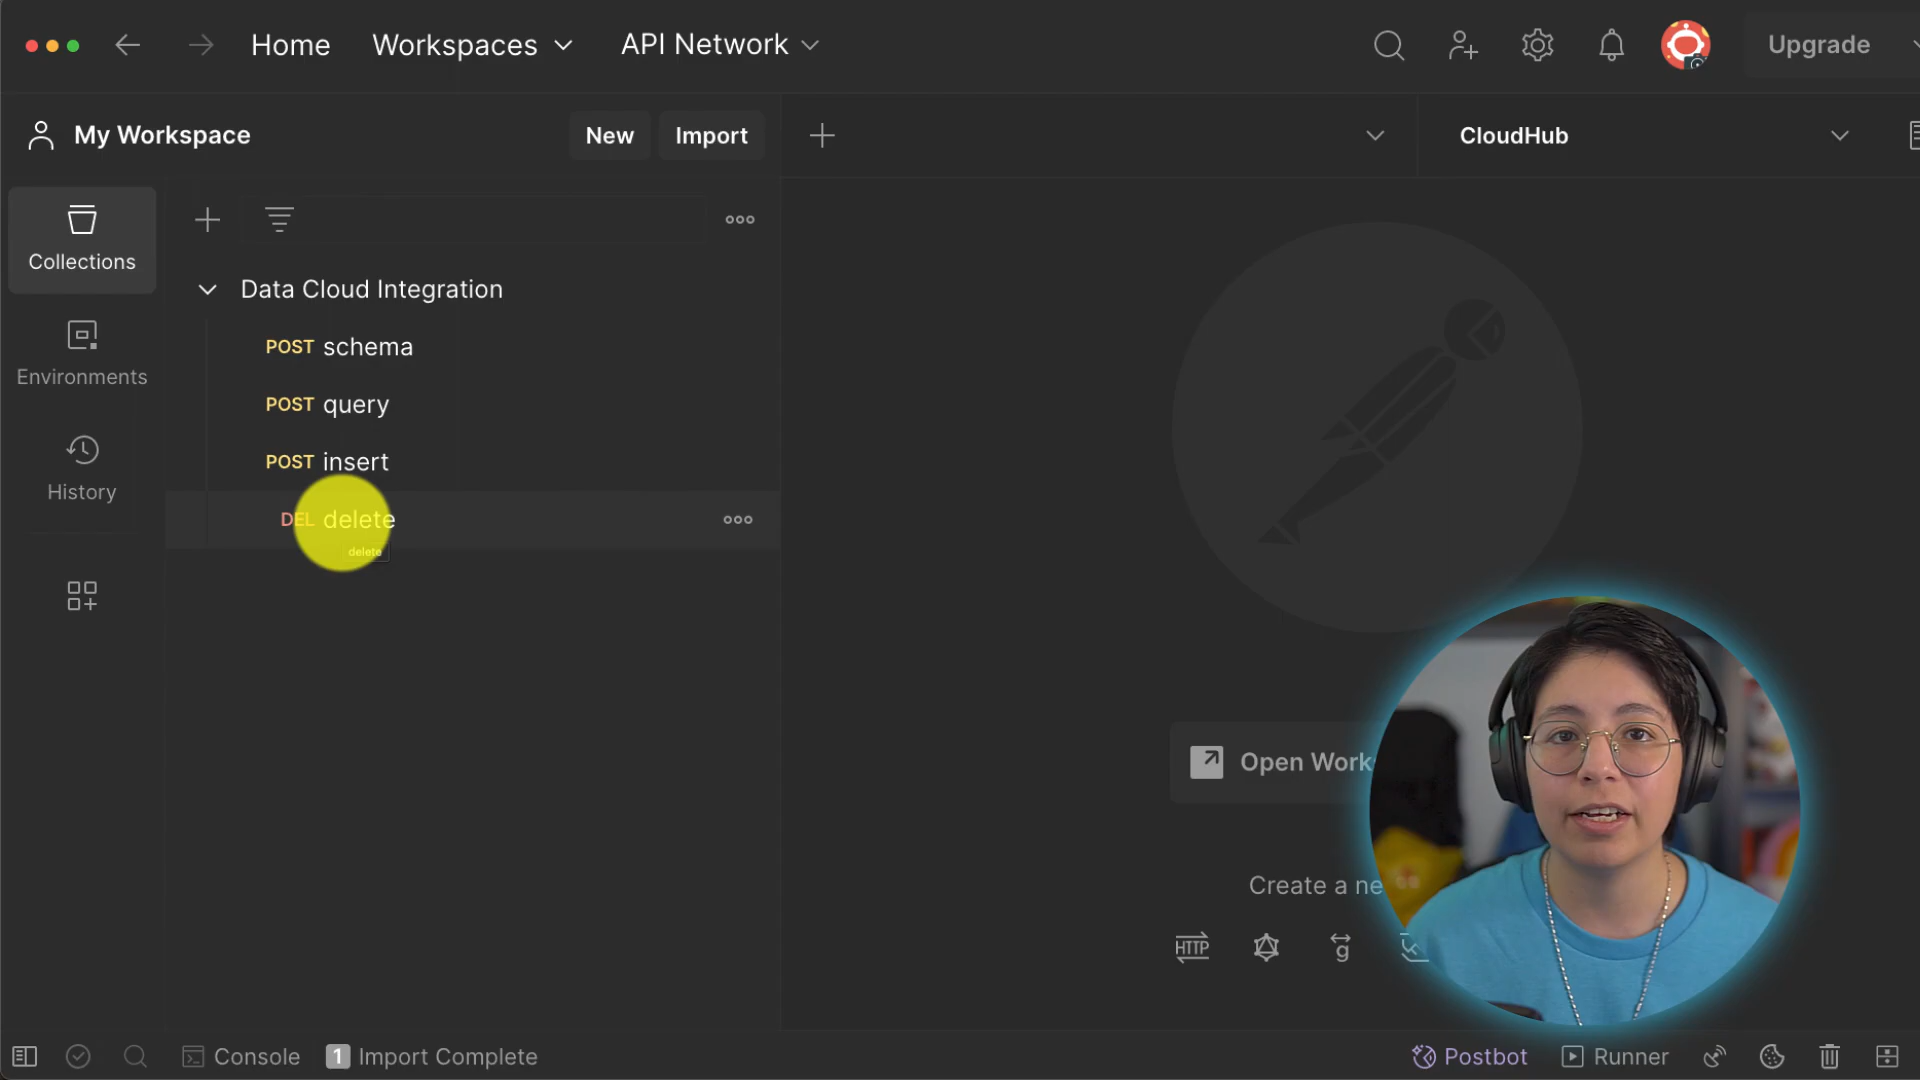 Home Workspaces API Network Upgrade
My Workspace New Import CloudHub
Collections
Environments
History
Data Cloud Integration
POST schema
POST query
POST insert
DEL delete
delete
Open Work
Create a ne
HTTP
g
Console 1 Import Complete Postbot Runner